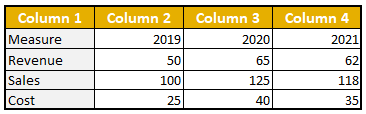 Column 1 Column 2 Column 3 Column 4
Measure 2019 2020 2021
Revenue 50 65 62
Sales 100 125 118
Cost 25 40 35